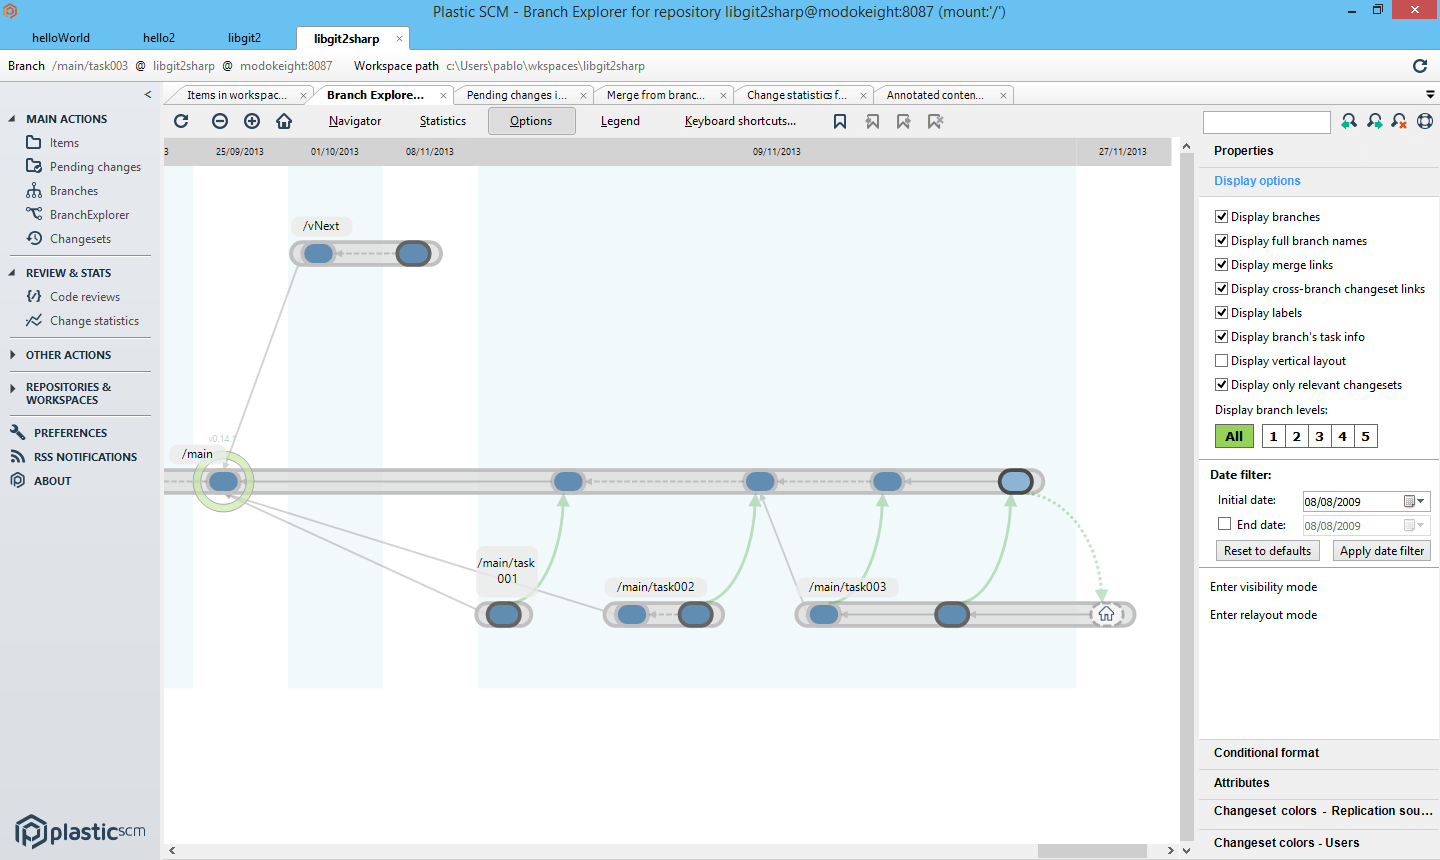 Plastic SCM - Branch Explorer for repository libgit2sharp@modokeight:8087 (mount:'/')
helloWorld
hello2
libgit2
libgit2sharp
Branch /main/task003 @ libgit2sharp @ modokeight:8087 Workspace path c:\Users\pablo\wkspaces\libgit2sharp
MAIN ACTIONS
Items
Pending changes
Branches
BranchExplorer
Changesets
REVIEW & STATS
Code reviews
Change statistics
OTHER ACTIONS
REPOSITORIES &
WORKSPACES
PREFERENCES
RSS NOTIFICATIONS
ABOUT
plasticscm
Items in workspac...
Branch Explore...
Pending changes i...
Merge from branc...
Change statistics f...
Annotated conten...
Navigator
Statistics
Options
Legend
Keyboard shortcuts...
3
25/09/2013
01/10/2013
08/11/2013
09/11/2013
27/11/2013
/vNext
v0.14.1
/main
/main/task
001
/main/task002
/main/task003
Properties
Display options
Display branches
Display full branch names
Display merge links
Display cross-branch changeset links
Display labels
Display branch's task info
Display vertical layout
Display only relevant changesets
Display branch levels:
All 1 2 3 4 5
Date filter:
Initial date: 08/08/2009
End date: 08/08/2009
Reset to defaults
Apply date filter
Enter visibility mode
Enter relayout mode
Conditional format
Attributes
Changeset colors - Replication sou...
Changeset colors - Users